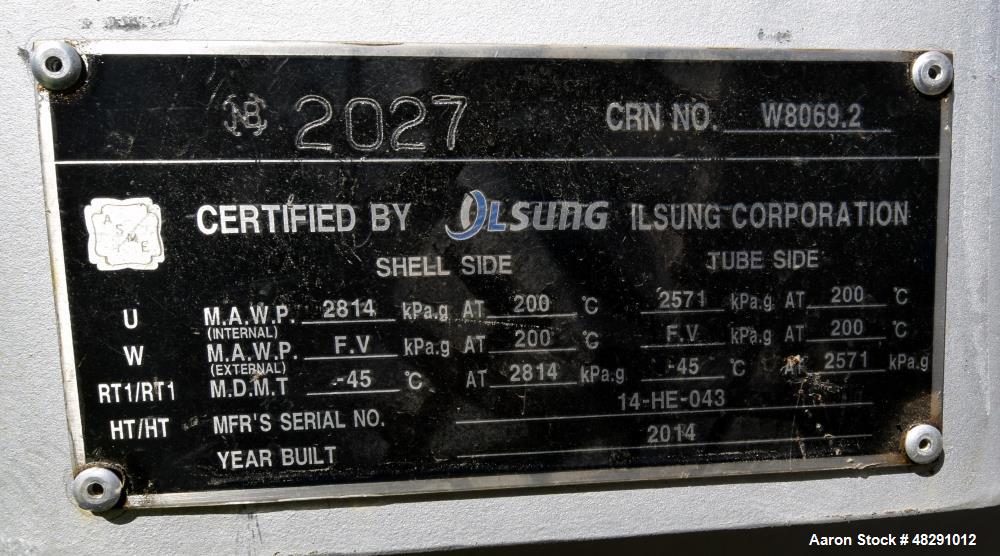 NB 2027 CRN NO. W8069.2
ASME CERTIFIED BY ILSUNG ILSUNG CORPORATION
SHELL SIDE TUBE SIDE
U M.A.W.P. 2814 kPa.g AT 200 °C 2571 kPa.g AT 200 °C
(INTERNAL)
W M.A.W.P. F.V kPa.g AT 200 °C F.V kPa.g AT 200 °C
(EXTERNAL)
RT1/RT1 M.D.M.T -45 °C AT 2814 kPa.g -45 °C AT 2571 kPa.g
HT/HT MFR'S SERIAL NO. 14-HE-043
YEAR BUILT 2014
Aaron Stock # 48291012